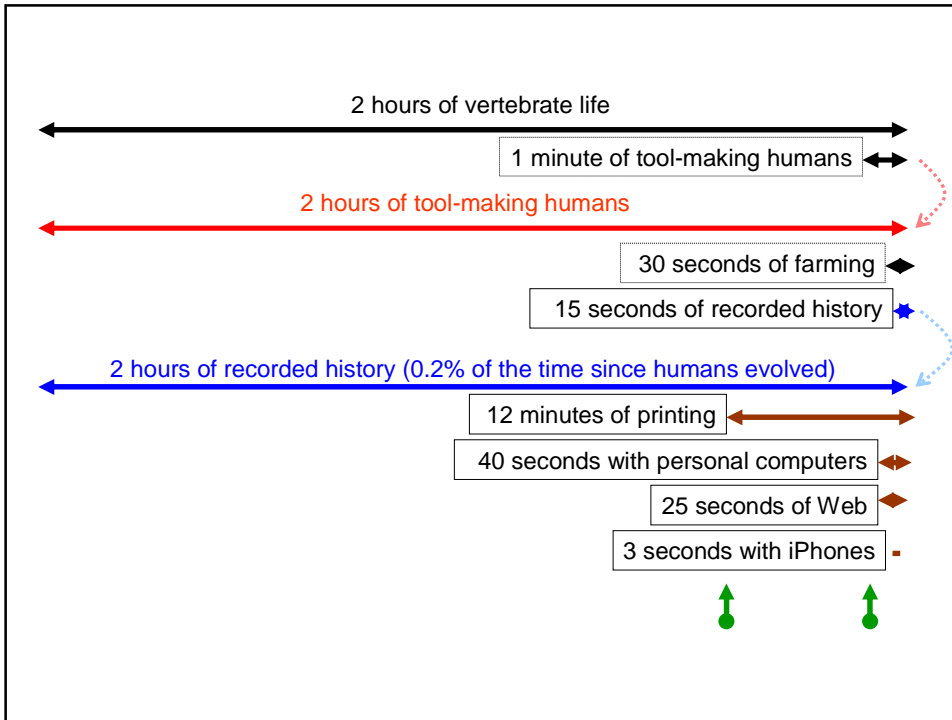 2 hours of vertebrate life
1 minute of tool-making humans
2 hours of tool-making humans
30 seconds of farming
15 seconds of recorded history
2 hours of recorded history (0.2% of the time since humans evolved)
12 minutes of printing
40 seconds with personal computers
25 seconds of Web
3 seconds with iPhones